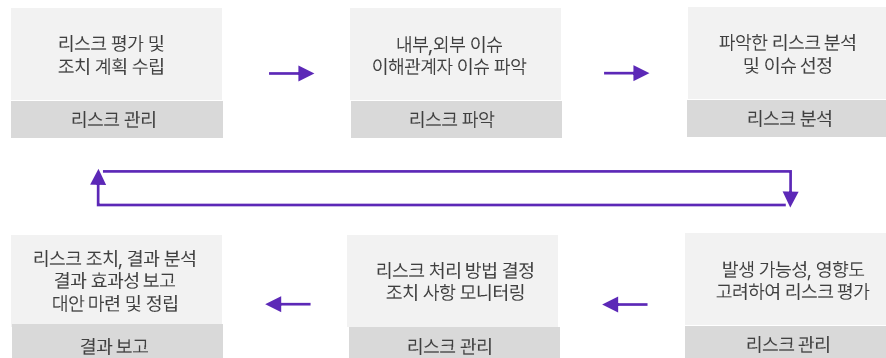 리스크 평가 및
조치 계획 수립
리스크 관리
내부,외부 이슈
이해관계자 이슈 파악
리스크 파악
파악한 리스크 분석
및 이슈 선정
리스크 분석
리스크 조치, 결과 분석
결과 효과성 보고
대안 마련 및 정립
결과 보고
리스크 처리 방법 결정
조치 사항 모니터링
리스크 관리
발생 가능성, 영향도
고려하여 리스크 평가
리스크 관리